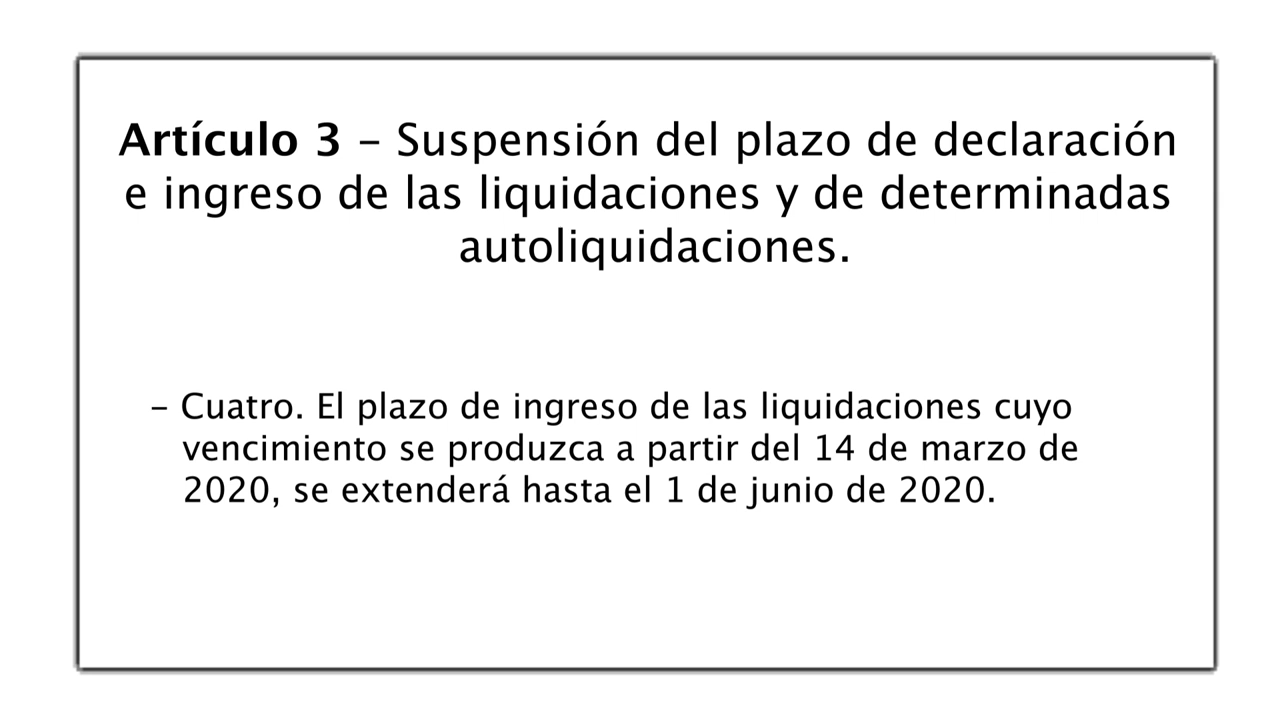 Artículo 3 – Suspensión del plazo de declaración
e ingreso de las liquidaciones y de determinadas
autoliquidaciones.
– Cuatro. El plazo de ingreso de las liquidaciones cuyo
vencimiento se produzca a partir del 14 de marzo de
2020, se extenderá hasta el 1 de junio de 2020.